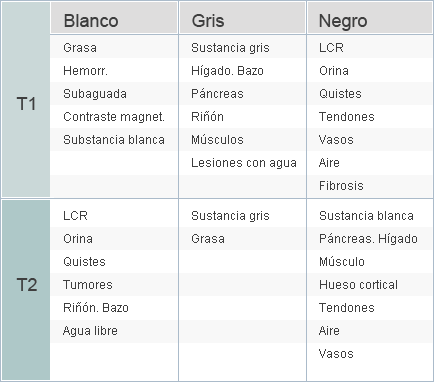 Blanco Gris Negro
T1
Grasa Sustancia gris LCR
Hemorr. Hígado. Bazo Orina
Subaguada Páncreas Quistes
Contraste magnet. Riñón Tendones
Substancia blanca Músculos Vasos
Lesiones con agua Aire
Fibrosis
T2
LCR Sustancia gris Sustancia blanca
Orina Grasa Páncreas. Hígado
Quistes Músculo
Tumores Hueso cortical
Riñón. Bazo Tendones
Agua libre Aire
Vasos